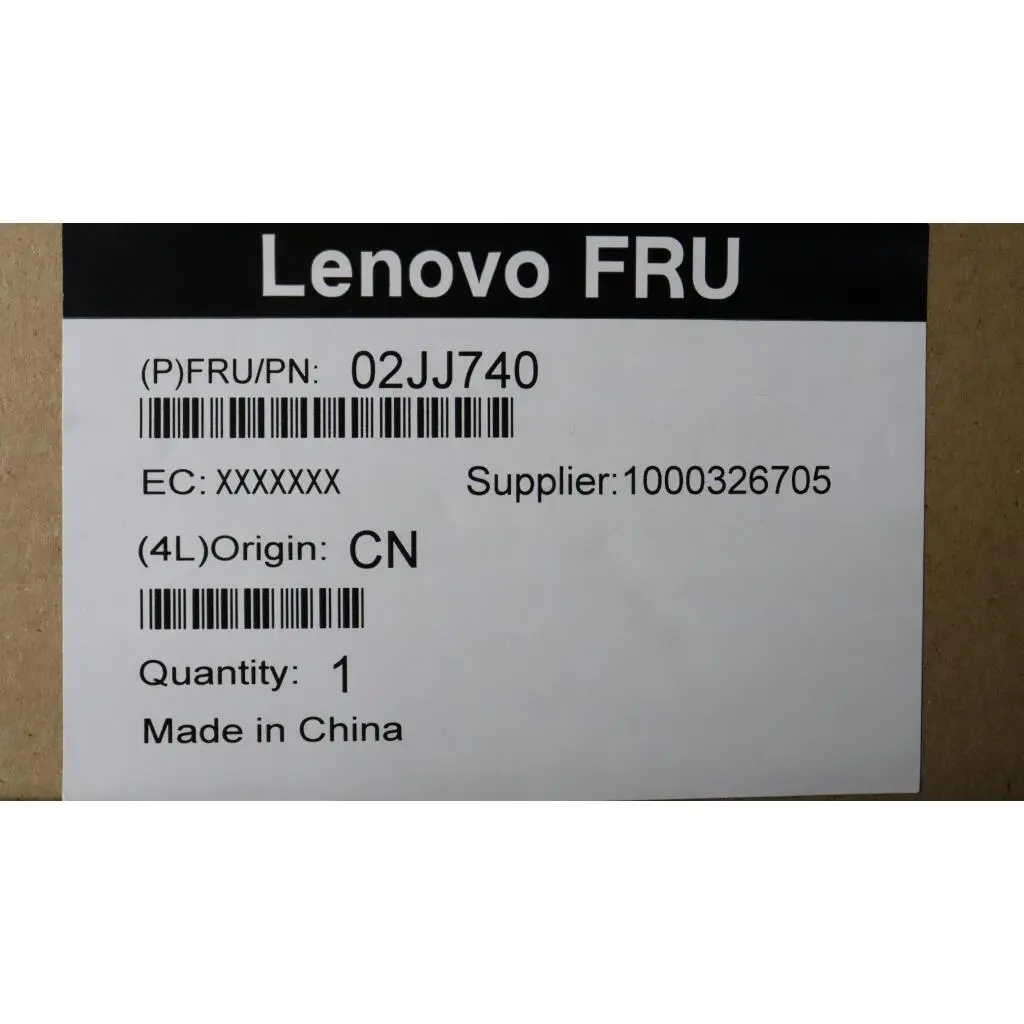 Lenovo FRU
(P)FRU/PN: 02JJ740
EC: XXXXXXX Supplier:1000326705
(4L)Origin: CN
Quantity: 1
Made in China